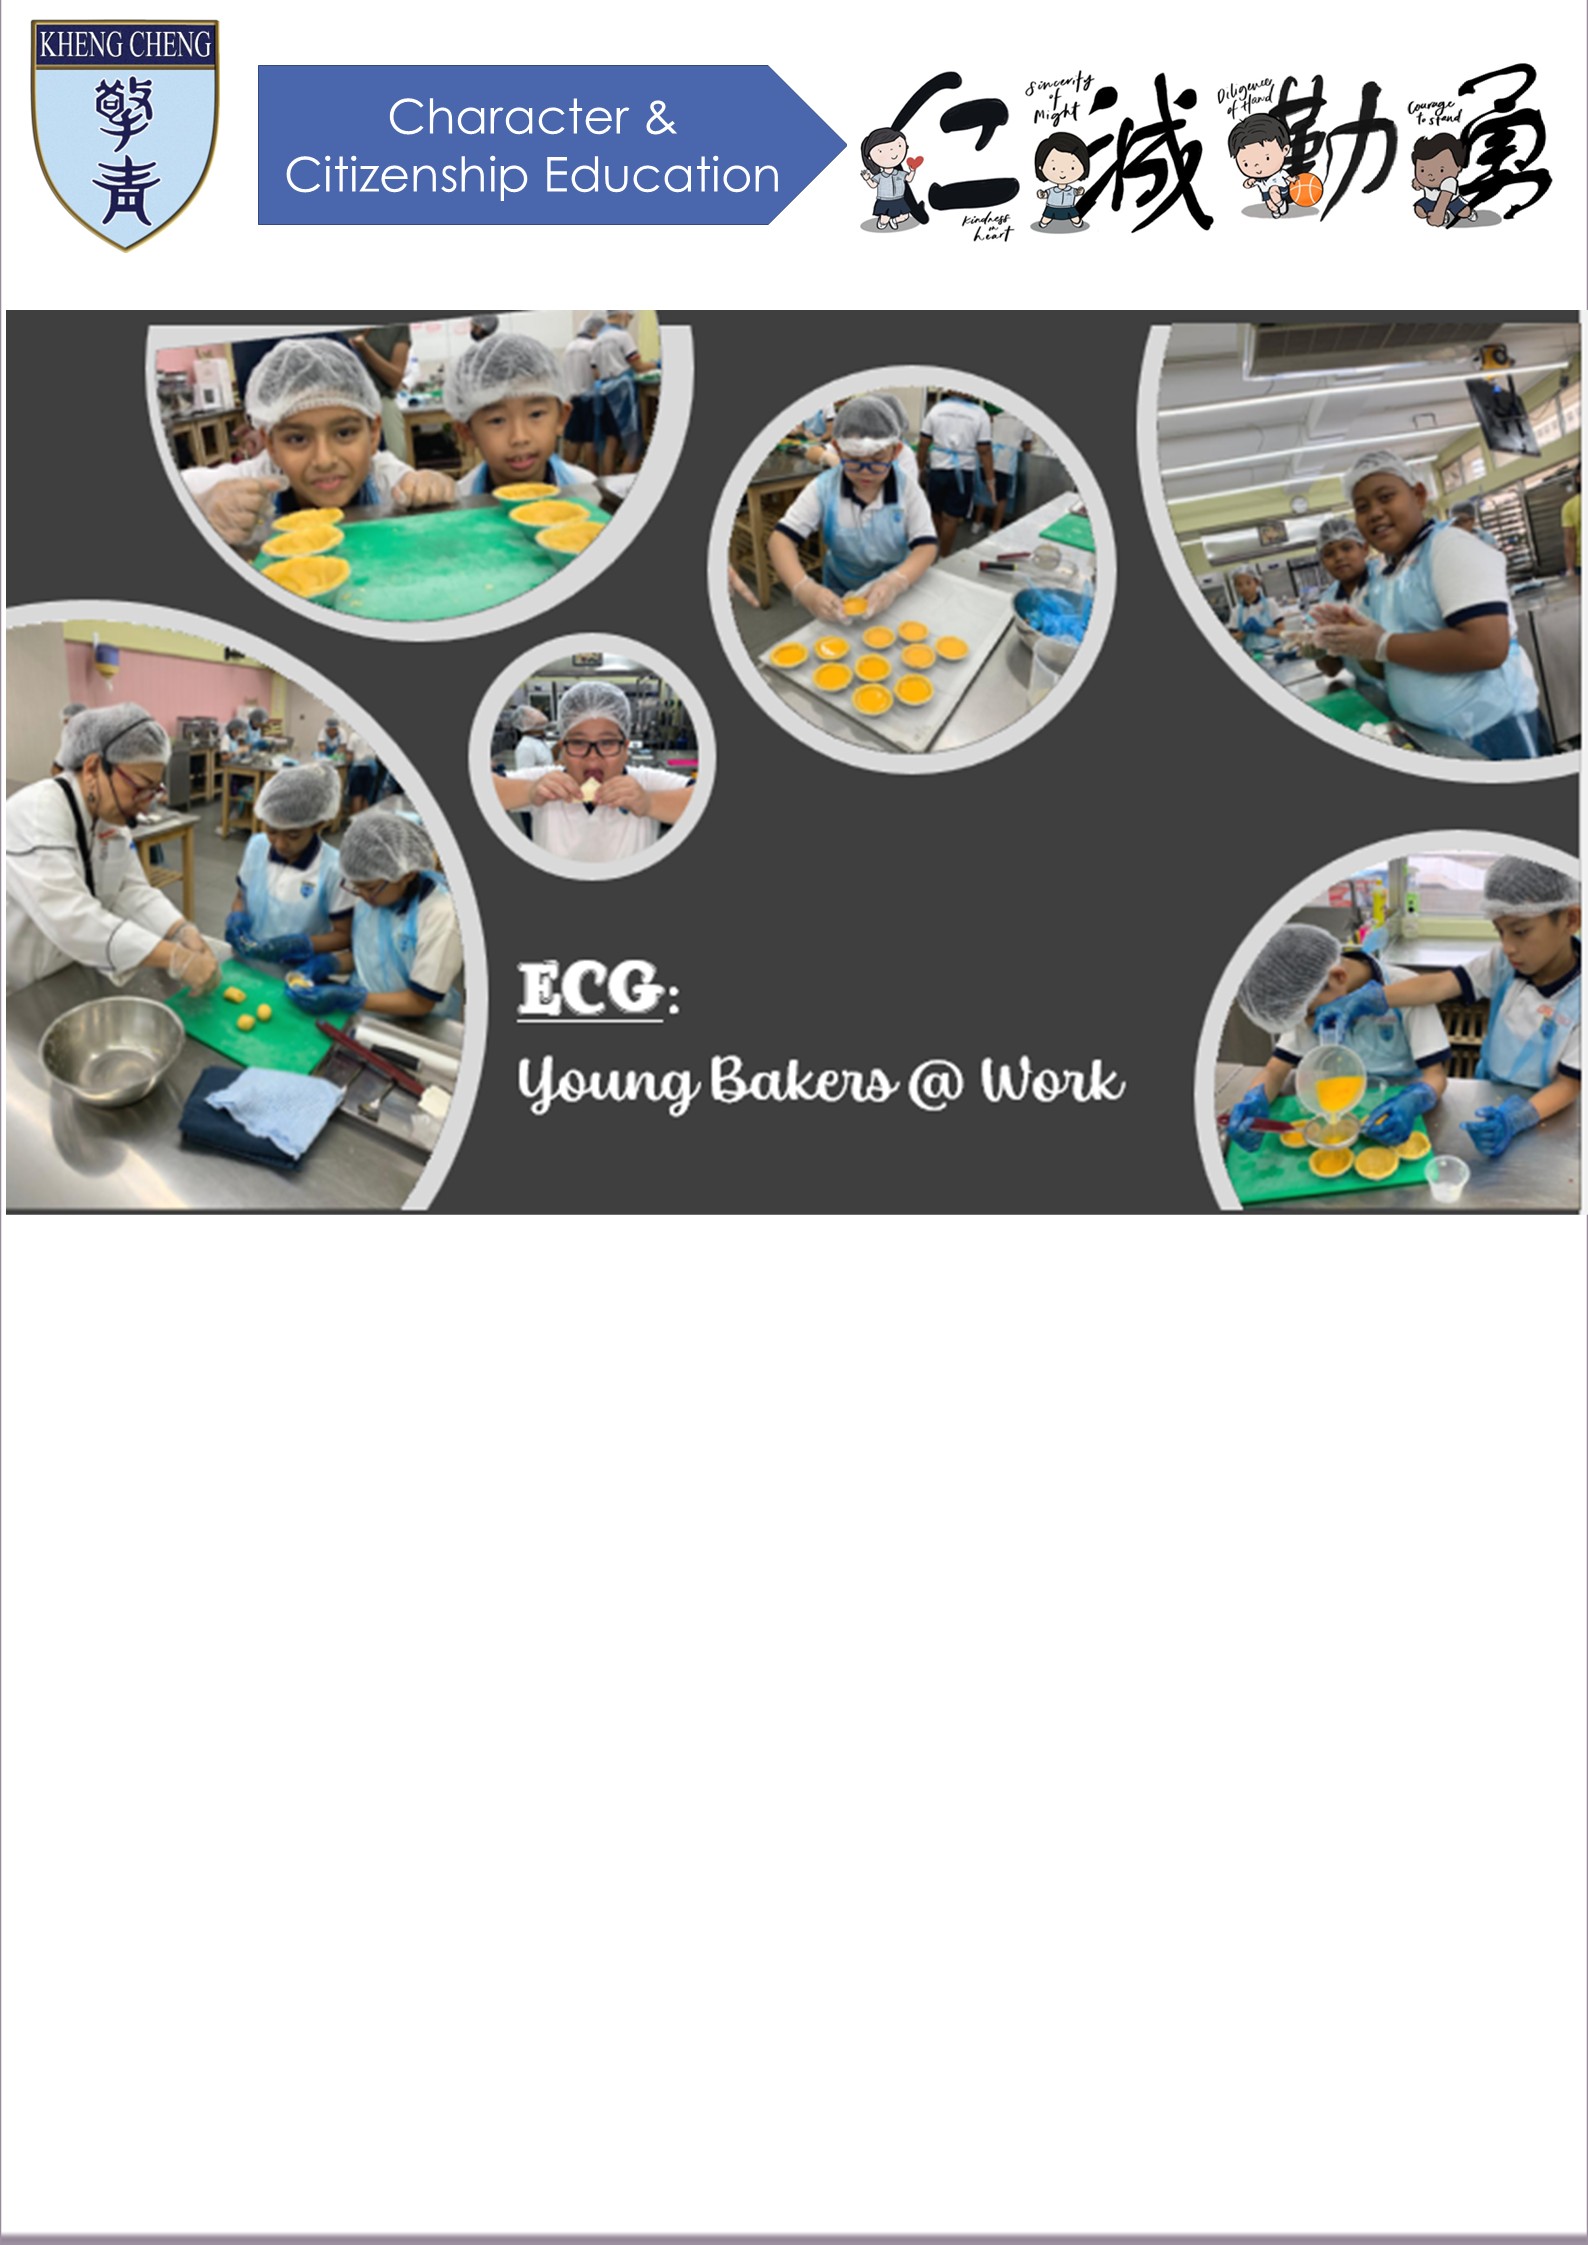 KHENG CHENG
擎青
Character &
Citizenship Education
仁诚勤勇
Kindness
in
heart
Sincerity
of
Might
Diligence
of Hand
Courage
to stand
ECG:
Young Bakers @ Work